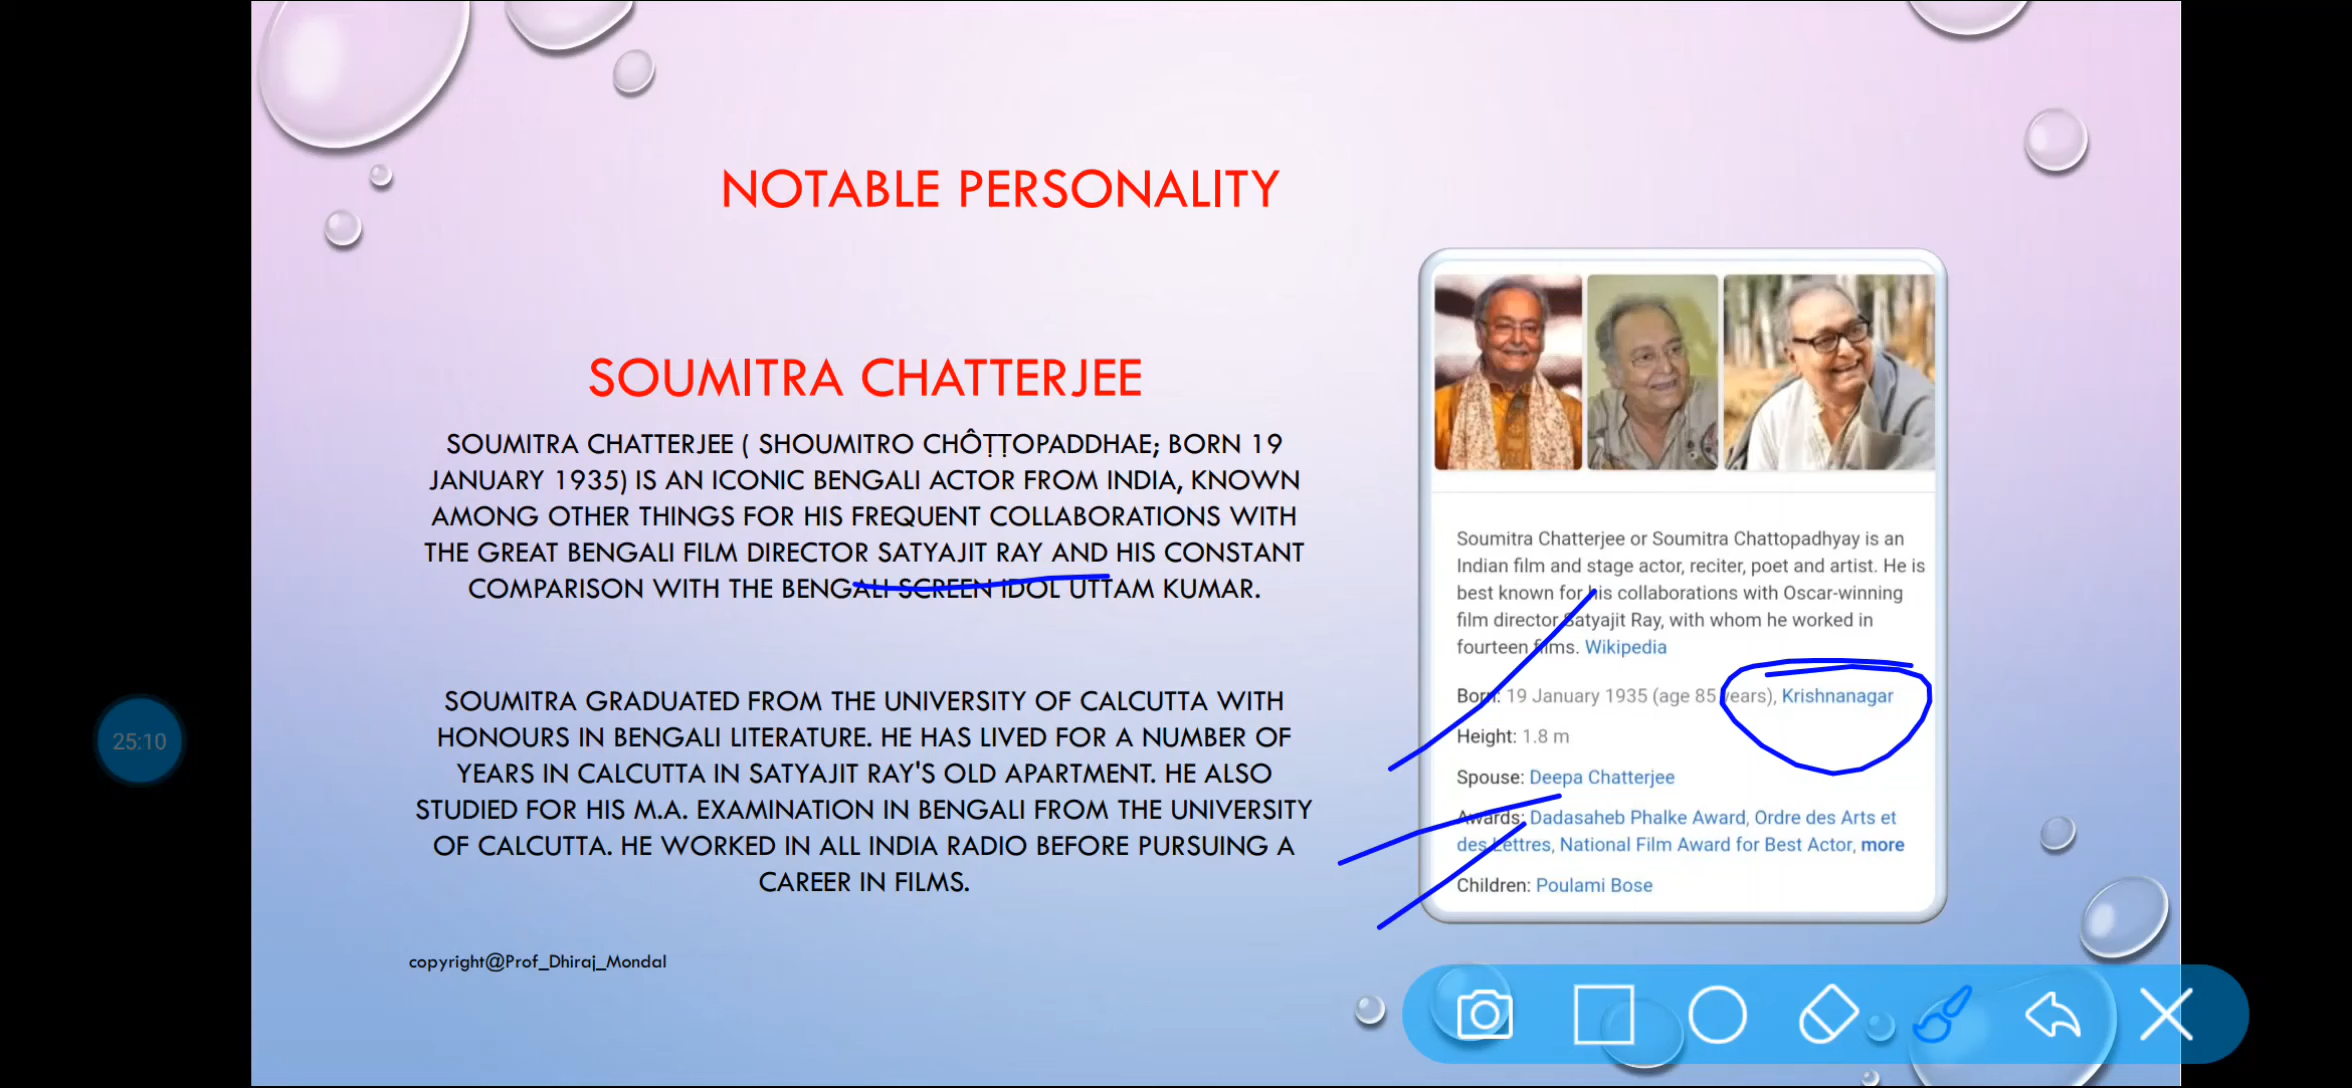 NOTABLE PERSONALITY
SOUMITRA CHATTERJEE
SOUMITRA CHATTERJEE ( SHOUMITRO CHÔṬṬOPADDHAE; BORN 19
JANUARY 1935) IS AN ICONIC BENGALI ACTOR FROM INDIA, KNOWN
AMONG OTHER THINGS FOR HIS FREQUENT COLLABORATIONS WITH
THE GREAT BENGALI FILM DIRECTOR SATYAJIT RAY AND HIS CONSTANT
COMPARISON WITH THE BENGALI SCREEN IDOL UTTAM KUMAR.
SOUMITRA GRADUATED FROM THE UNIVERSITY OF CALCUTTA WITH
HONOURS IN BENGALI LITERATURE. HE HAS LIVED FOR A NUMBER OF
YEARS IN CALCUTTA IN SATYAJIT RAY'S OLD APARTMENT. HE ALSO
STUDIED FOR HIS M.A. EXAMINATION IN BENGALI FROM THE UNIVERSITY
OF CALCUTTA. HE WORKED IN ALL INDIA RADIO BEFORE PURSUING A
CAREER IN FILMS.
copyright@Prof_Dhiraj_Mondal
Soumitra Chatterjee or Soumitra Chattopadhyay is an
Indian film and stage actor, reciter, poet and artist. He is
best known for his collaborations with Oscar-winning
film director Satyajit Ray, with whom he worked in
fourteen films. Wikipedia
Born: 19 January 1935 (age 85 years), Krishnanagar
Height: 1.8 m
Spouse: Deepa Chatterjee
Awards: Dadasaheb Phalke Award, Ordre des Arts et
des Lettres, National Film Award for Best Actor, more
Children: Poulami Bose
25:10